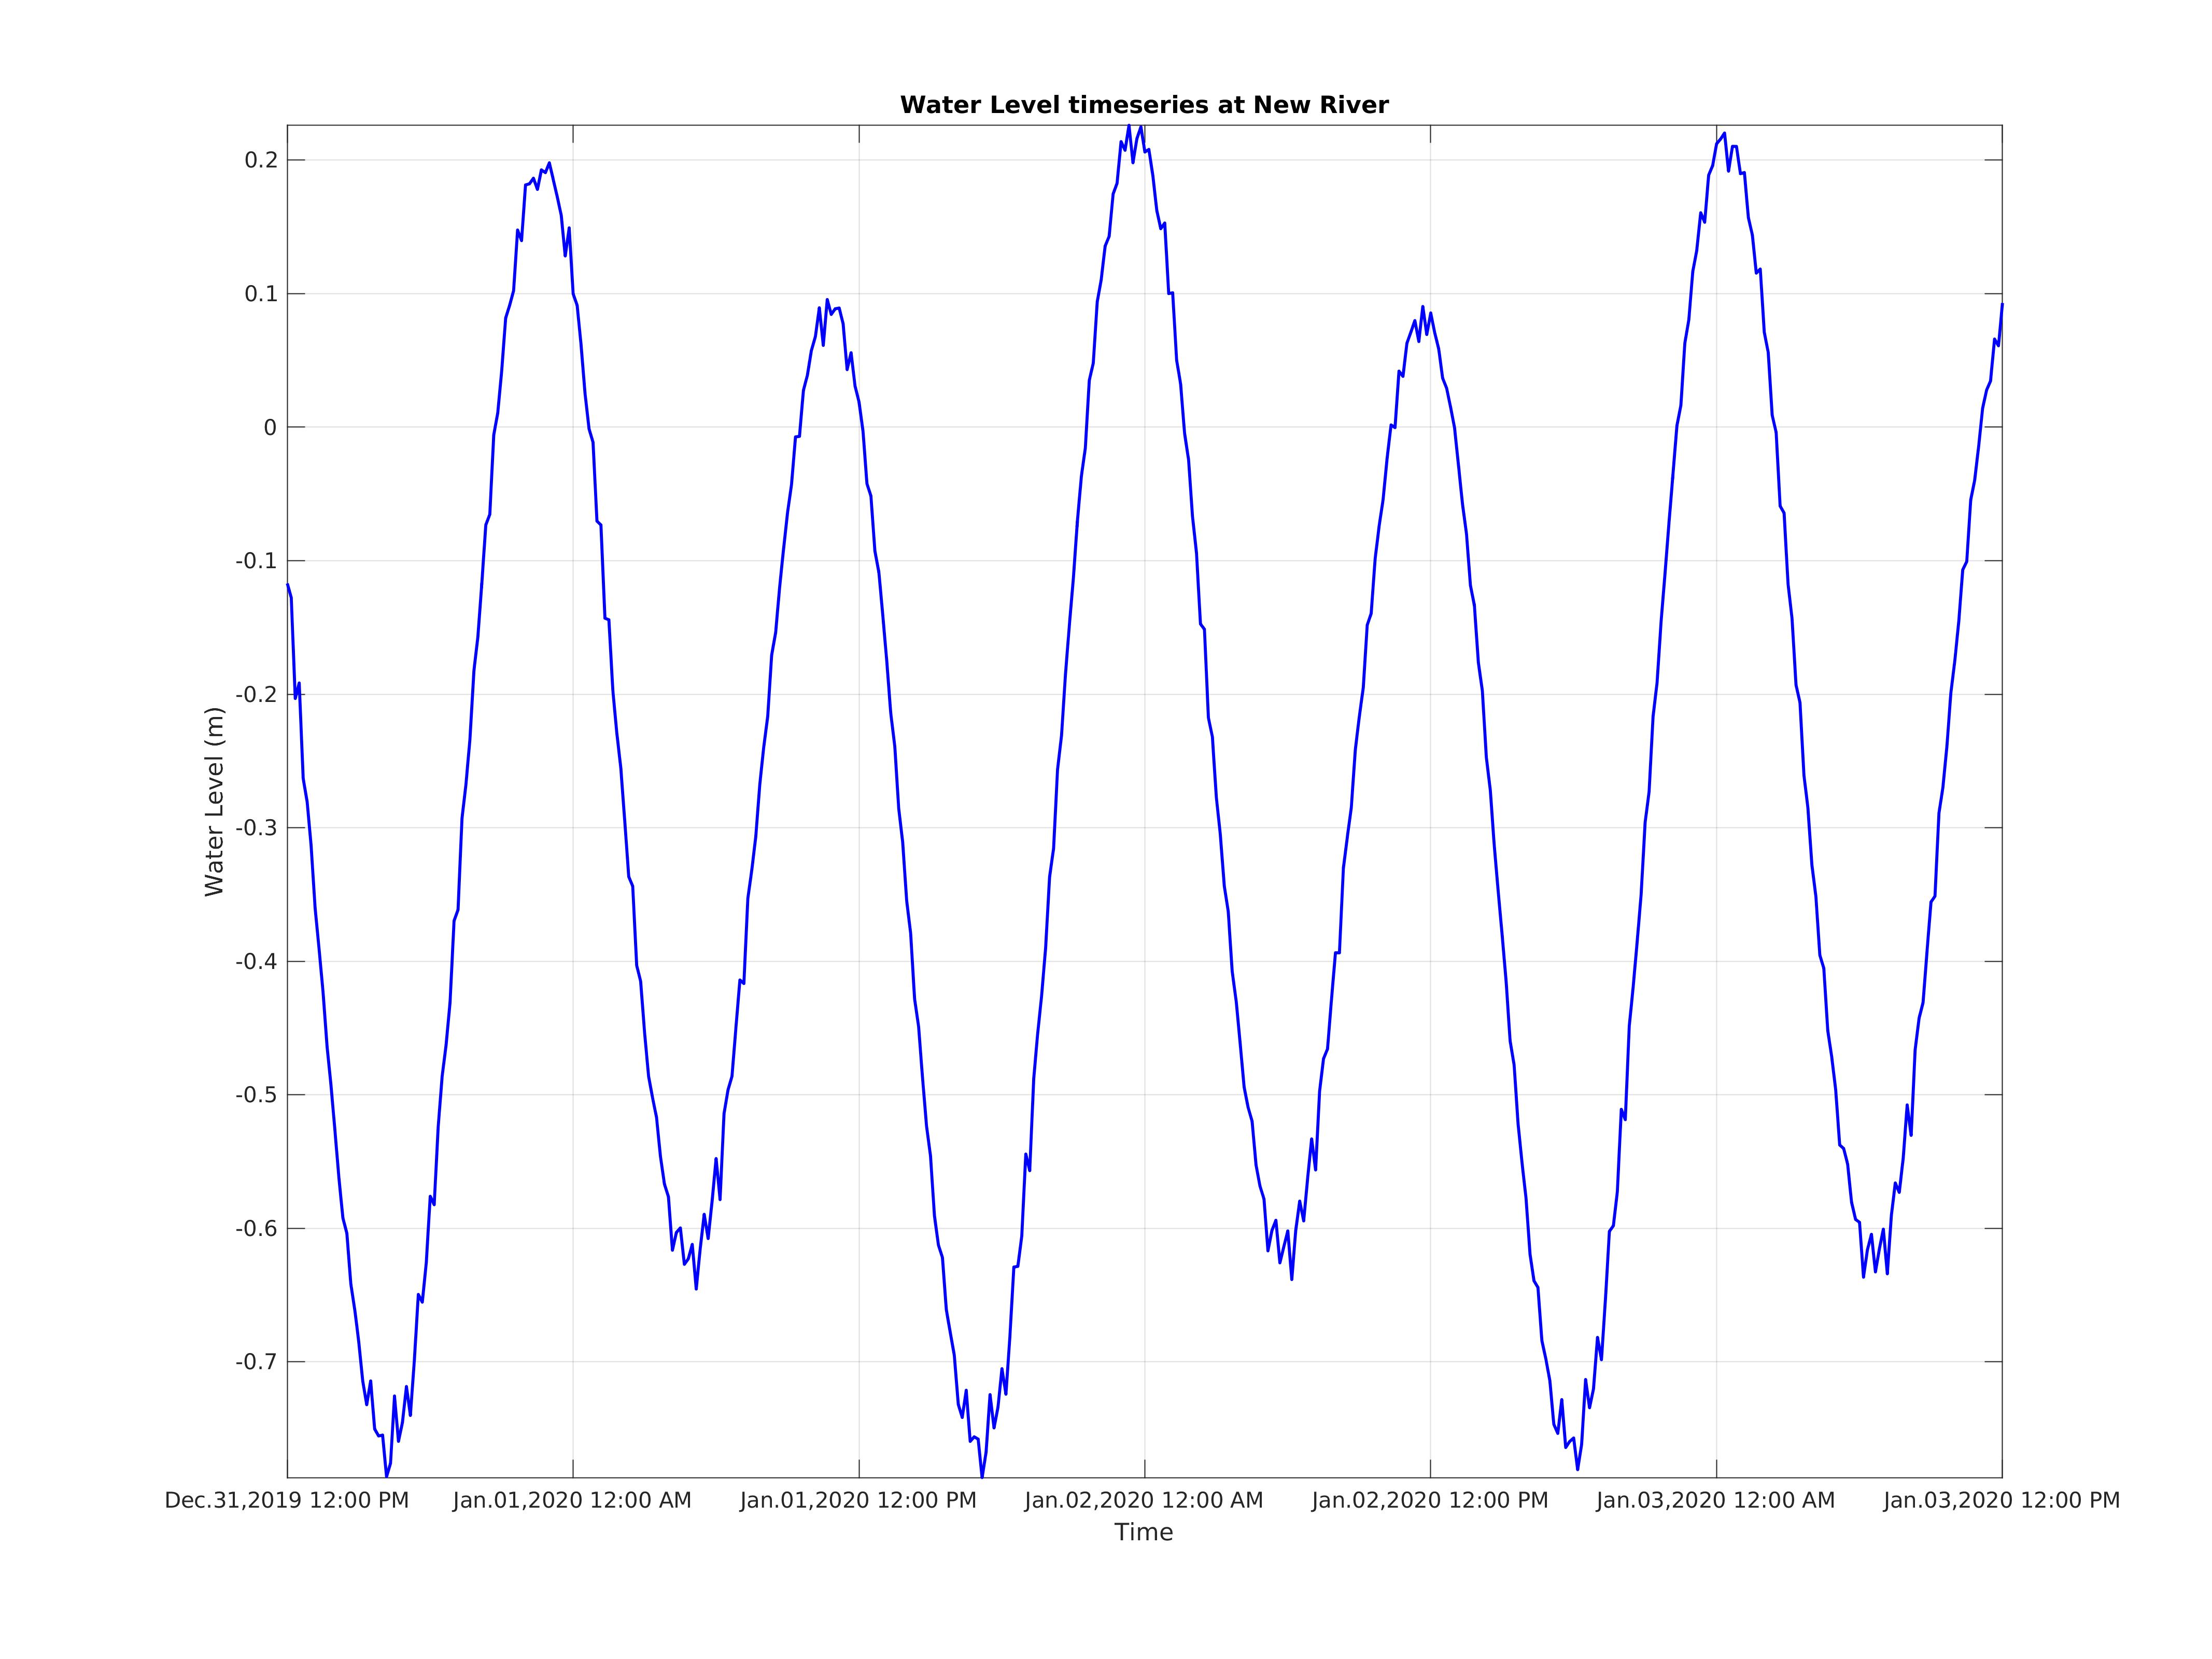 Water Level timeseries at New River
0.2
0.1
0
-0.1
-0.2
-0.3
-0.4
-0.5
-0.6
-0.7
Water Level (m)
Dec.31,2019 12:00 PM
Jan.01,2020 12:00 AM
Jan.01,2020 12:00 PM
Jan.02,2020 12:00 AM
Jan.02,2020 12:00 PM
Jan.03,2020 12:00 AM
Jan.03,2020 12:00 PM
Time